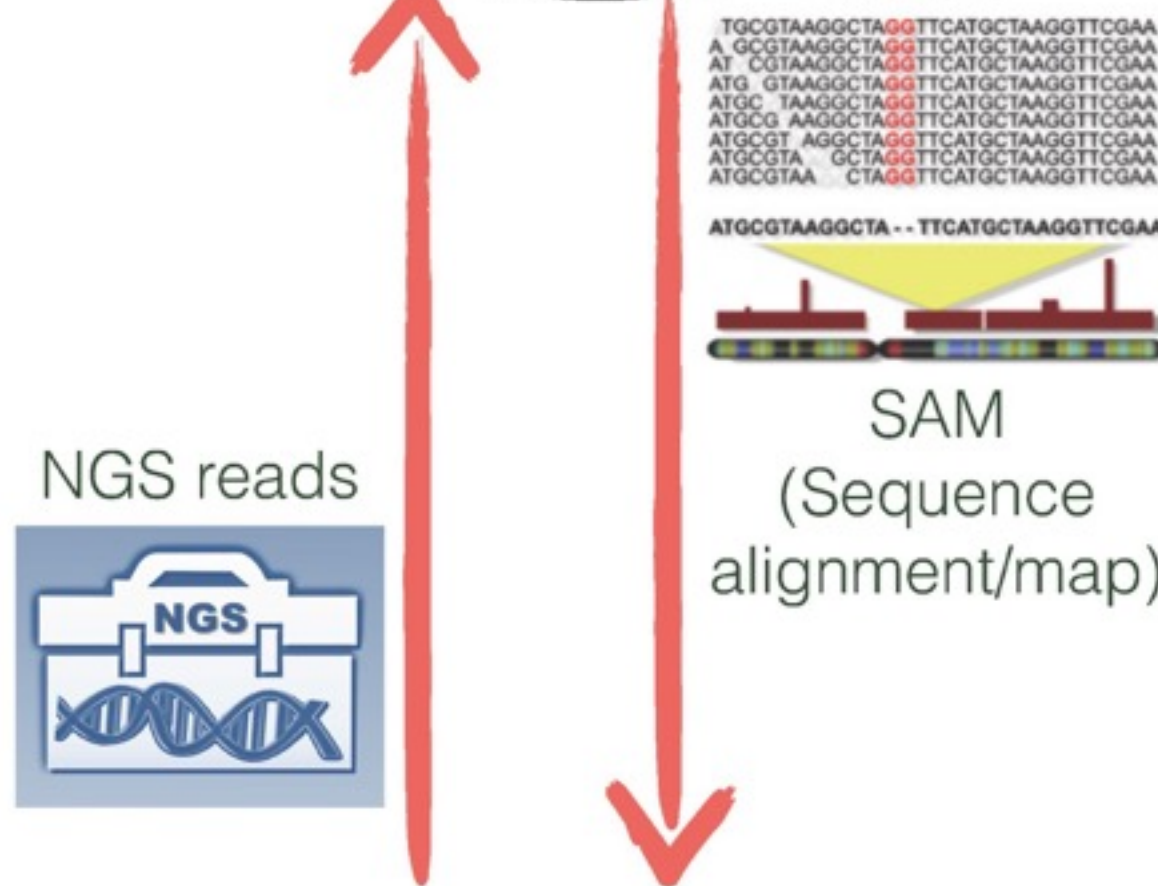 TGCGTAAGGCTAGGTTCATGCTAAGGTTCGAA
A GCGTAAGGCTAGGTTCATGCTAAGGTTCGAA
AT CGTAAGGCTAGGTTCATGCTAAGGTTCGAA
ATG GTAAGGCTAGGTTCATGCTAAGGTTCGAA
ATGC TAAGGCTAGGTTCATGCTAAGGTTCGAA
ATGCG AAGGCTAGGTTCATGCTAAGGTTCGAA
ATGCGT AGGCTAGGTTCATGCTAAGGTTCGAA
ATGCGTA GCTAGGTTCATGCTAAGGTTCGAA
ATGCGTAA CTAGGTTCATGCTAAGGTTCGAA
ATGCGTAAGGCTA--TTCATGCTAAGGTTCGAA
SAM
(Sequence
alignment/map)
NGS reads
NGS